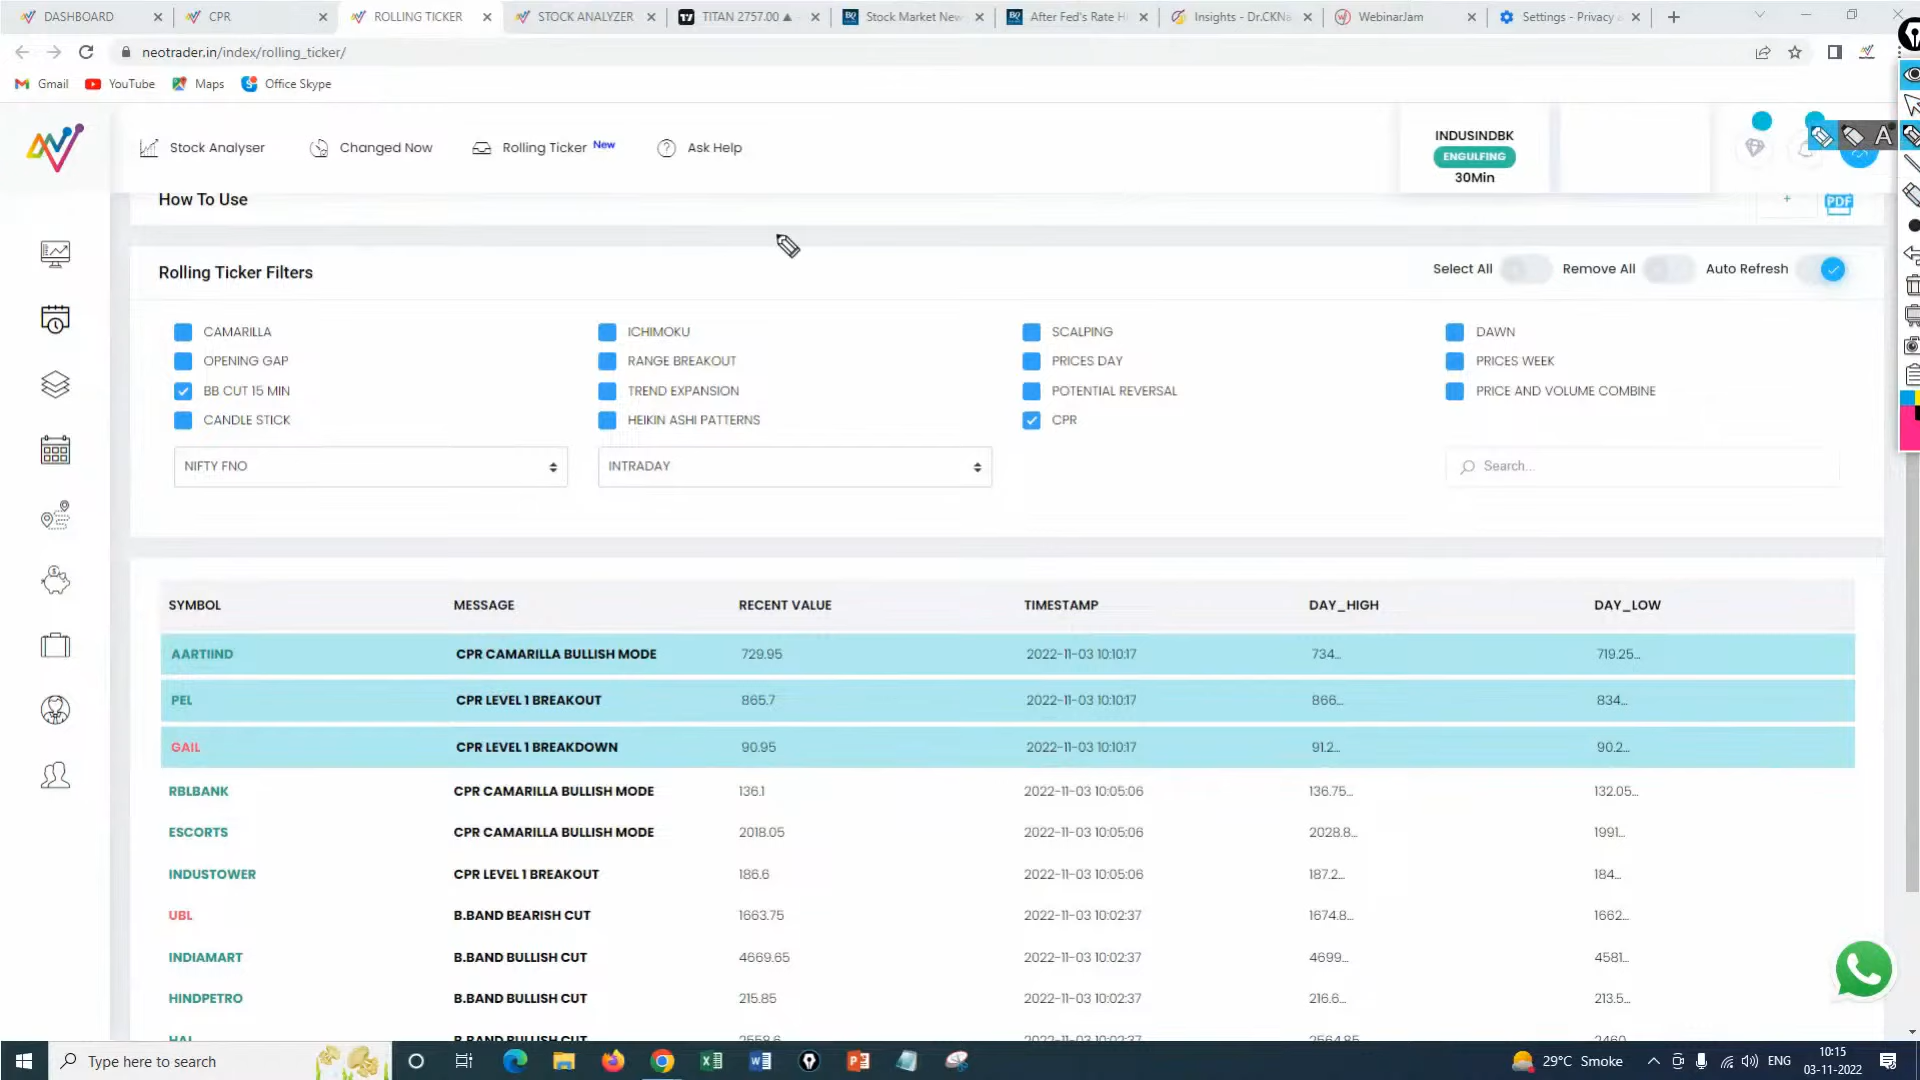 DASHBOARD
CPR
ROLLING TICKER
STOCK ANALYZER
TITAN 2757.00 ▲
Stock Market New
After Fed's Rate H
Insights - Dr.CKNa
WebinarJam
Settings - Privacy
neotrader.in/index/rolling_ticker/
Gmail
YouTube
Maps
Office Skype
Stock Analyser
Changed Now
Rolling Ticker New
Ask Help
INDUSINDBK
ENGULFING
30Min
A
How To Use
+
PDF
Rolling Ticker Filters
Select All
Remove All
Auto Refresh
CAMARILLA
ICHIMOKU
SCALPING
DAWN
OPENING GAP
RANGE BREAKOUT
PRICES DAY
PRICES WEEK
BB CUT 15 MIN
TREND EXPANSION
POTENTIAL REVERSAL
PRICE AND VOLUME COMBINE
CANDLE STICK
HEIKIN ASHI PATTERNS
CPR
NIFTY FNO
INTRADAY
Search...
SYMBOL MESSAGE RECENT VALUE TIMESTAMP DAY_HIGH DAY_LOW
AARTIIND CPR CAMARILLA BULLISH MODE 729.95 2022-11-03 10:10:17 734... 719.25...
PEL CPR LEVEL 1 BREAKOUT 865.7 2022-11-03 10:10:17 866... 834...
GAIL CPR LEVEL 1 BREAKDOWN 90.95 2022-11-03 10:10:17 91.2... 90.2...
RBLBANK CPR CAMARILLA BULLISH MODE 136.1 2022-11-03 10:05:06 136.75... 132.05...
ESCORTS CPR CAMARILLA BULLISH MODE 2018.05 2022-11-03 10:05:06 2028.8... 1991...
INDUSTOWER CPR LEVEL 1 BREAKOUT 186.6 2022-11-03 10:05:06 187.2... 184...
UBL B.BAND BEARISH CUT 1663.75 2022-11-03 10:02:37 1674.8... 1662...
INDIAMART B.BAND BULLISH CUT 4669.65 2022-11-03 10:02:37 4699... 4581...
HINDPETRO B.BAND BULLISH CUT 215.85 2022-11-03 10:02:37 216.6... 213.5...
HAL B.BAND BULLISH CUT
Type here to search
29°C Smoke
ENG
10:15
03-11-2022